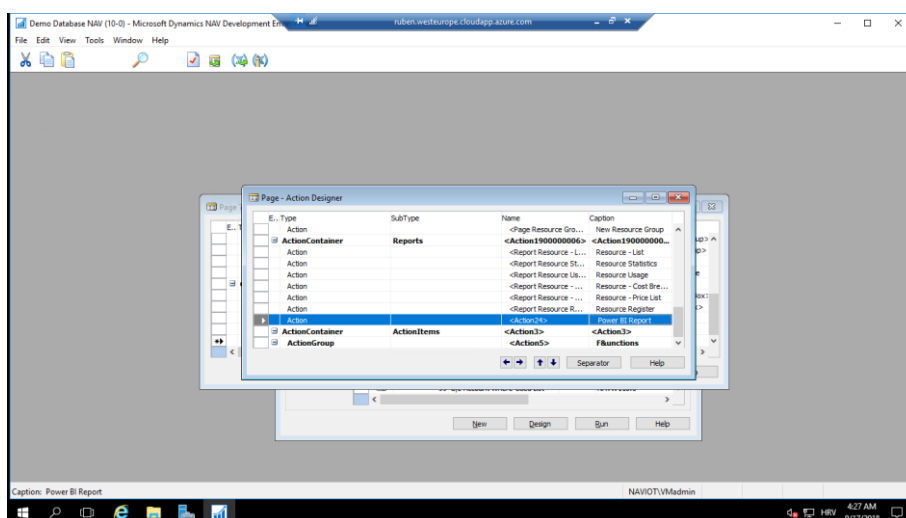 Demo Database NAV (10-0) - Microsoft Dynamics NAV Development En
ruben.westeurope.cloudapp.azure.com
File Edit View Tools Window Help
Page
Page - Action Designer
E.. Type SubType Name Caption
Action <Page Resource Gro... New Resource Group
ActionContainer Reports <Action1900000006> <Action190000000...
Action <Report Resource - L... Resource - List
Action <Report Resource St... Resource Statistics
Action <Report Resource Us... Resource Usage
Action <Report Resource - ... Resource - Cost Bre...
Action <Report Resource - ... Resource - Price List
Action <Report Resource R... Resource Register
Action <Action24> Power BI Report
ActionContainer ActionItems <Action3> <Action3>
ActionGroup <Action5> F&unctions
Separator Help
New Design Run Help
Caption: Power BI Report NAVIOT\VMadmin
HRV 4:27 AM
9/17/2018